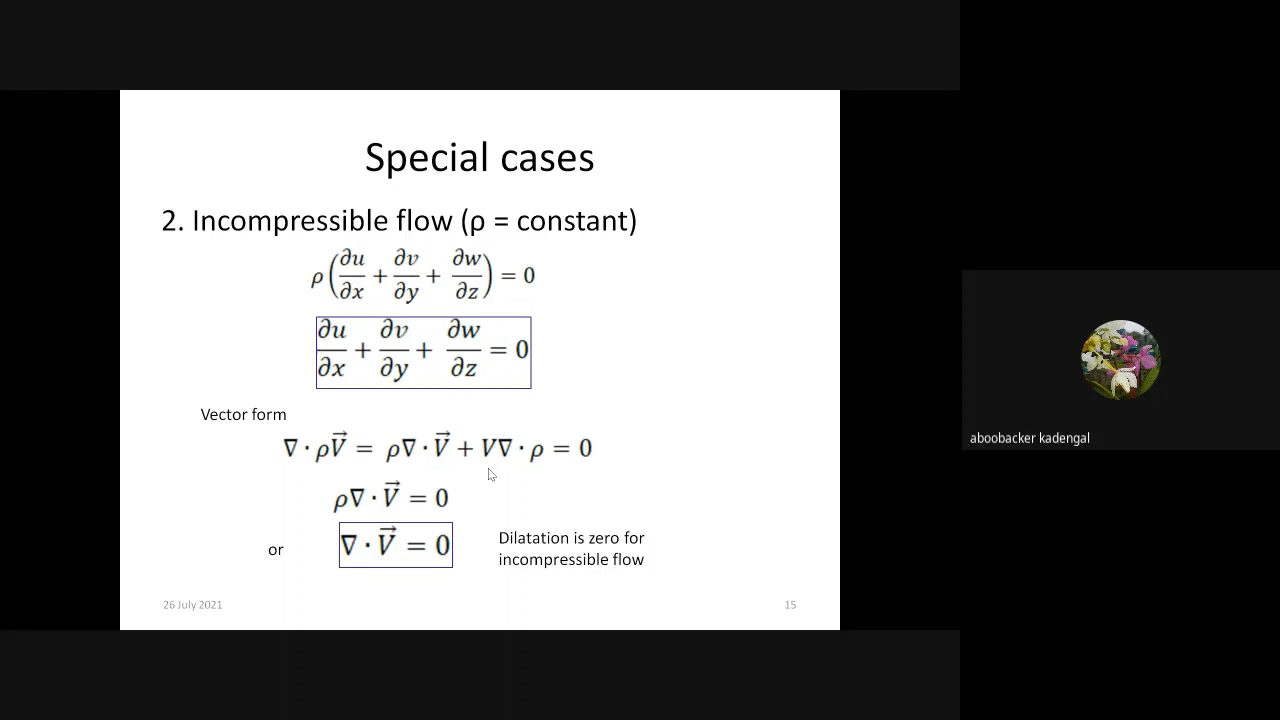 Special cases
2. Incompressible flow (ρ = constant)
ρ(∂u/∂x + ∂v/∂y + ∂w/∂z) = 0
∂u/∂x + ∂v/∂y + ∂w/∂z = 0
Vector form
∇ · ρV⃗ = ρ∇ · V⃗ + V∇ · ρ = 0
ρ∇ · V⃗ = 0
or ∇ · V⃗ = 0
Dilatation is zero for
incompressible flow
26 July 2021
15
aboobacker kadengal